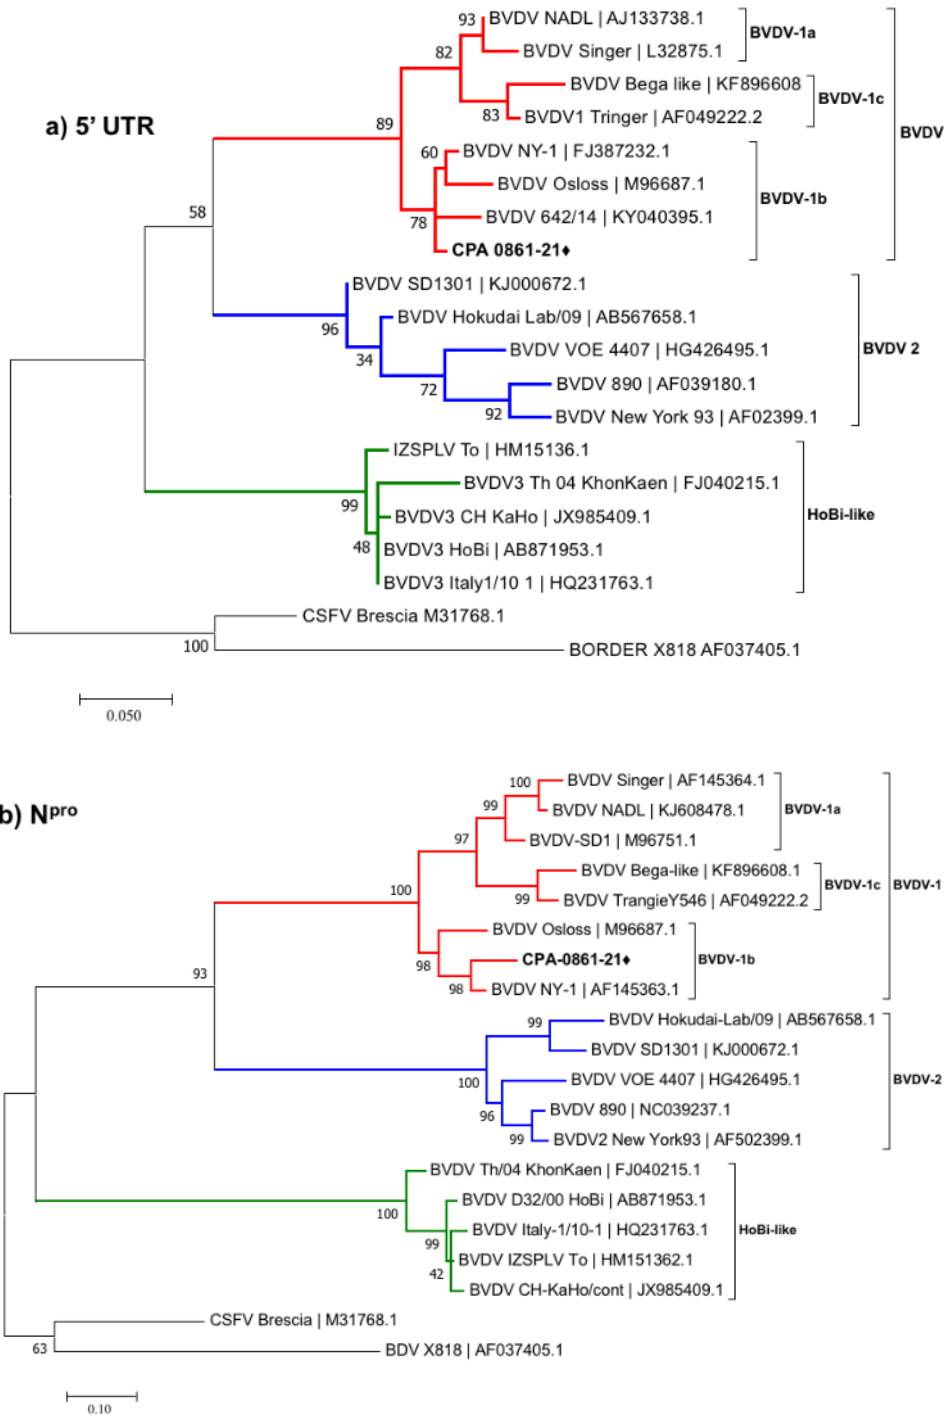 93
BVDV NADL | AJ133738.1
BVDV-1a
82
BVDV Singer | L32875.1
BVDV Bega like | KF896608
BVDV-1c
83
BVDV1 Tringer | AF049222.2
a) 5' UTR
89
BVDV
60
BVDV NY-1 | FJ387232.1
BVDV Osloss | M96687.1
BVDV-1b
58
78
BVDV 642/14 | KY040395.1
CPA 0861-21♦
BVDV SD1301 | KJ000672.1
96
BVDV Hokudai Lab/09 | AB567658.1
34
BVDV VOE 4407 | HG426495.1
BVDV 2
72
BVDV 890 | AF039180.1
92
BVDV New York 93 | AF02399.1
IZSPLV To | HM15136.1
BVDV3 Th 04 KhonKaen | FJ040215.1
99
BVDV3 CH KaHo | JX985409.1
HoBi-like
48
BVDV3 HoBi | AB871953.1
BVDV3 Italy1/10 1 | HQ231763.1
CSFV Brescia M31768.1
100
BORDER X818 AF037405.1
0.050
b) Npro
100
BVDV Singer | AF145364.1
99
BVDV NADL | KJ608478.1
BVDV-1a
97
BVDV-SD1 | M96751.1
BVDV Bega-like | KF896608.1
BVDV-1c
BVDV-1
100
99
BVDV TrangieY546 | AF049222.2
BVDV Osloss | M96687.1
98
CPA-0861-21♦
BVDV-1b
93
98
BVDV NY-1 | AF145363.1
99
BVDV Hokudai-Lab/09 | AB567658.1
BVDV SD1301 | KJ000672.1
100
BVDV VOE 4407 | HG426495.1
BVDV-2
96
BVDV 890 | NC039237.1
99
BVDV2 New York93 | AF502399.1
BVDV Th/04 KhonKaen | FJ040215.1
100
BVDV D32/00 HoBi | AB871953.1
99
BVDV Italy-1/10-1 | HQ231763.1
HoBi-like
42
BVDV IZSPLV To | HM151362.1
BVDV CH-KaHo/cont | JX985409.1
CSFV Brescia | M31768.1
63
BDV X818 | AF037405.1
0.10